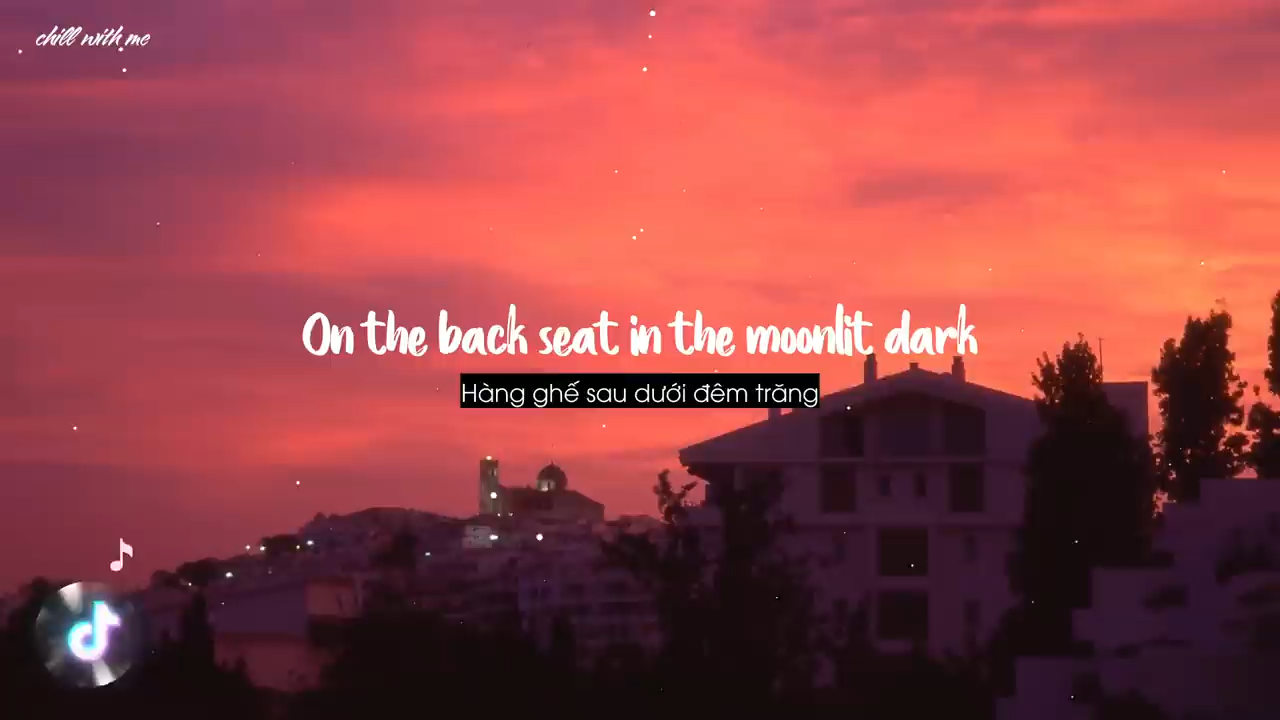 chill with me
On the back seat in the moonlit dark
Hàng ghế sau dưới đêm trăng